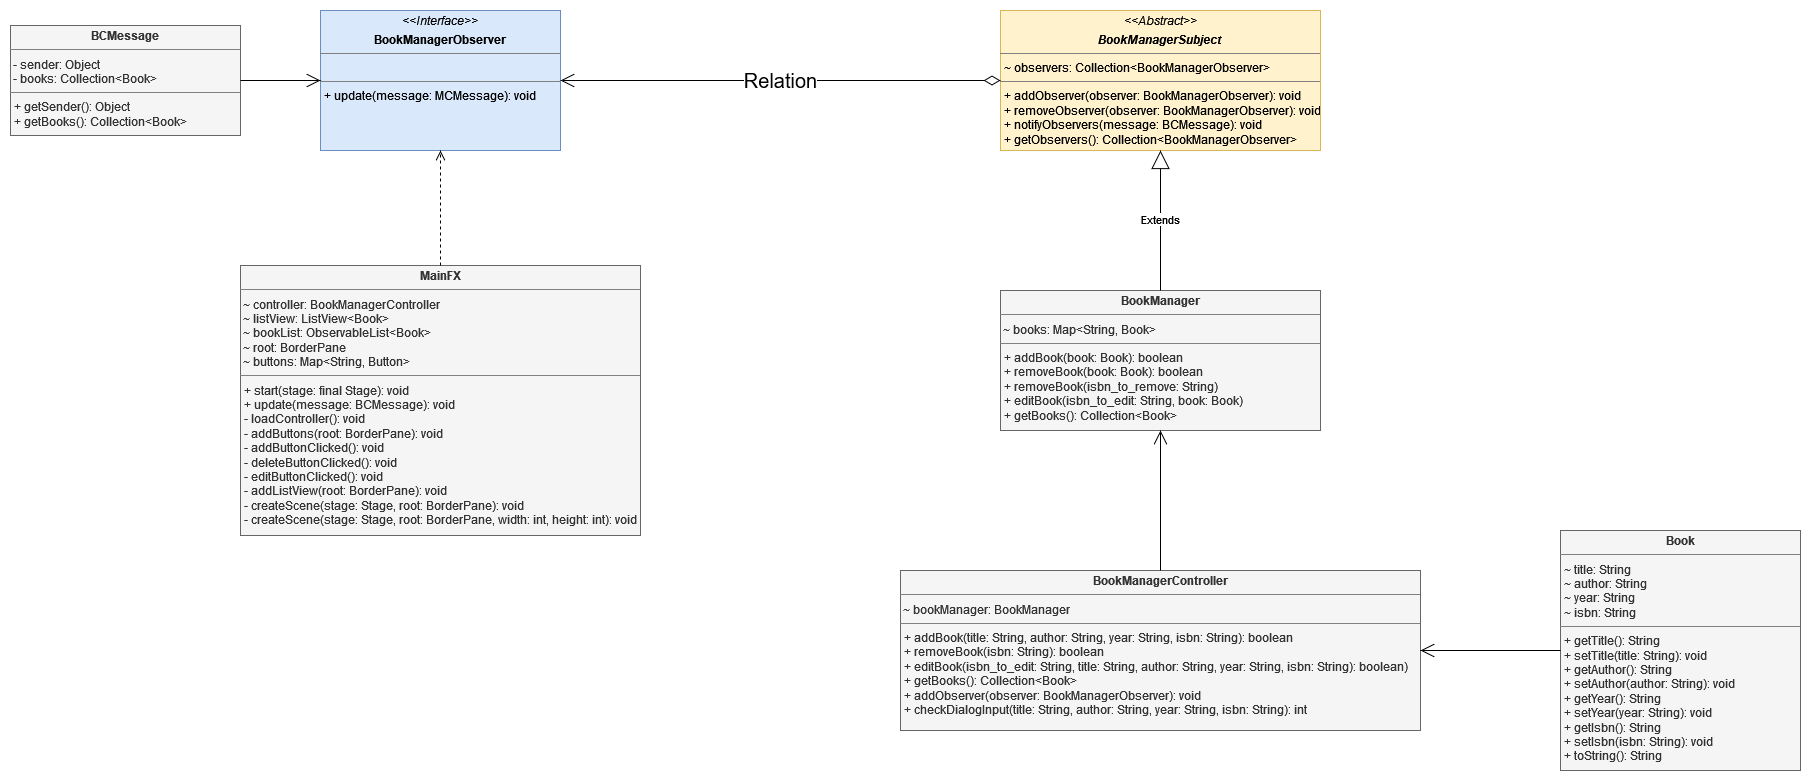 BCMessage
- sender: Object
- books: Collection<Book>
+ getSender(): Object
+ getBooks(): Collection<Book>
<<Interface>>
BookManagerObserver
+ update(message: MCMessage): void
Relation
<<Abstract>>
BookManagerSubject
~ observers: Collection<BookManagerObserver>
+ addObserver(observer: BookManagerObserver): void
+ removeObserver(observer: BookManagerObserver): void
+ notifyObservers(message: BCMessage): void
+ getObservers(): Collection<BookManagerObserver>
Extends
MainFX
~ controller: BookManagerController
~ listView: ListView<Book>
~ bookList: ObservableList<Book>
~ root: BorderPane
~ buttons: Map<String, Button>
+ start(stage: final Stage): void
+ update(message: BCMessage): void
- loadController(): void
- addButtons(root: BorderPane): void
- addButtonClicked(): void
- deleteButtonClicked(): void
- editButtonClicked(): void
- addListView(root: BorderPane): void
- createScene(stage: Stage, root: BorderPane): void
- createScene(stage: Stage, root: BorderPane, width: int, height: int): void
BookManager
~ books: Map<String, Book>
+ addBook(book: Book): boolean
+ removeBook(book: Book): boolean
+ removeBook(isbn_to_remove: String)
+ editBook(isbn_to_edit: String, book: Book)
+ getBooks(): Collection<Book>
BookManagerController
~ bookManager: BookManager
+ addBook(title: String, author: String, year: String, isbn: String): boolean
+ removeBook(isbn: String): boolean
+ editBook(isbn_to_edit: String, title: String, author: String, year: String, isbn: String): boolean)
+ getBooks(): Collection<Book>
+ addObserver(observer: BookManagerObserver): void
+ checkDialogInput(title: String, author: String, year: String, isbn: String): int
Book
~ title: String
~ author: String
~ year: String
~ isbn: String
+ getTitle(): String
+ setTitle(title: String): void
+ getAuthor(): String
+ setAuthor(author: String): void
+ getYear(): String
+ setYear(year: String): void
+ getIsbn(): String
+ setIsbn(isbn: String): void
+ toString(): String